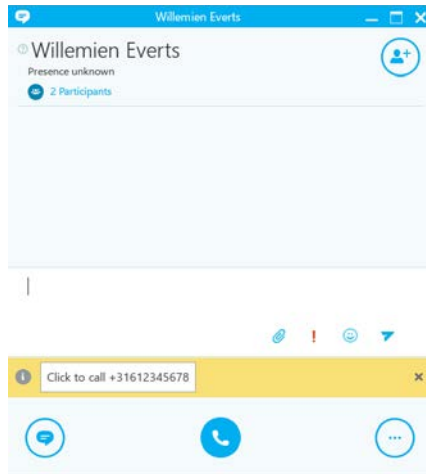 Willemien Everts
Willemien Everts
Presence unknown
2 Participants
Click to call +31612345678